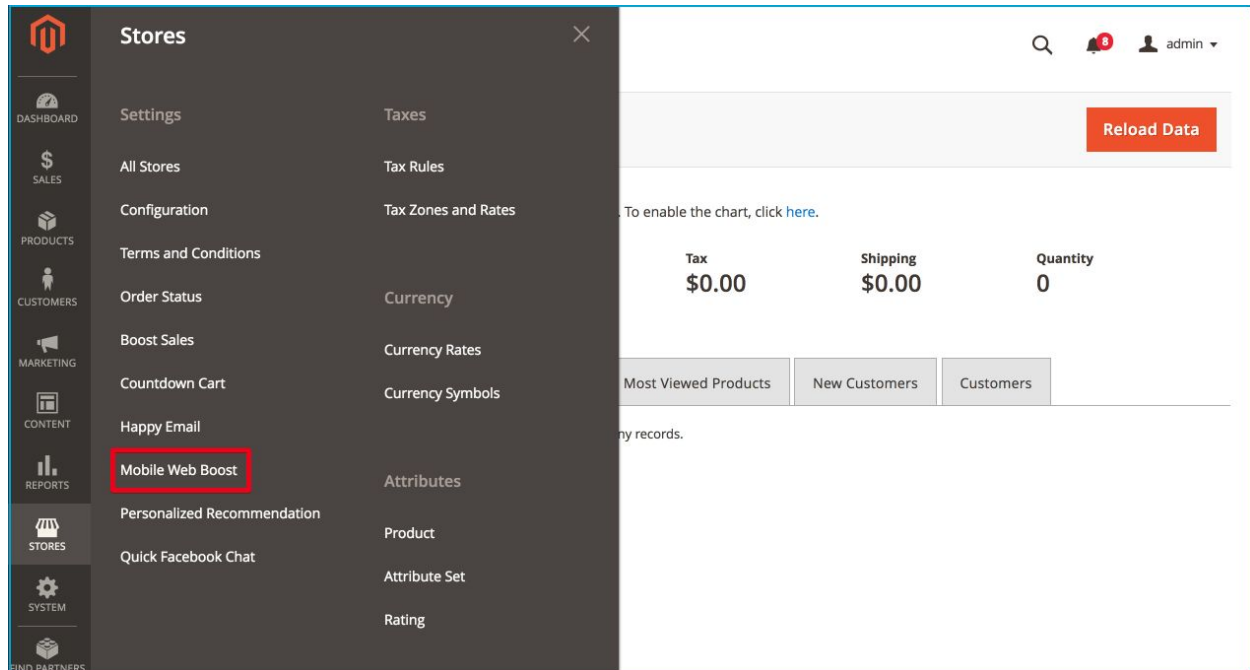 DASHBOARD
SALES
PRODUCTS
CUSTOMERS
MARKETING
CONTENT
REPORTS
STORES
SYSTEM
FIND PARTNERS
Stores
Settings
All Stores
Configuration
Terms and Conditions
Order Status
Boost Sales
Countdown Cart
Happy Email
Mobile Web Boost
Personalized Recommendation
Quick Facebook Chat
Taxes
Tax Rules
Tax Zones and Rates
Currency
Currency Rates
Currency Symbols
Attributes
Product
Attribute Set
Rating
8
admin
Reload Data
. To enable the chart, click here.
Tax Shipping Quantity
$0.00 $0.00 0
Most Viewed Products New Customers Customers
ny records.